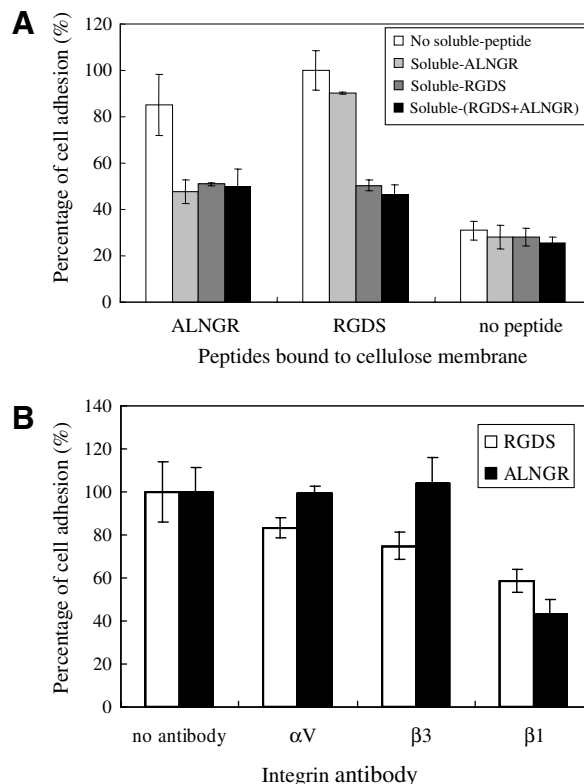 A
Percentage of cell adhesion (%)
120
100
80
60
40
20
0
No soluble-peptide
Soluble-ALNGR
Soluble-RGDS
Soluble-(RGDS+ALNGR)
ALNGR RGDS no peptide
Peptides bound to cellulose membrane
B
Percentage of cell adhesion (%)
140
120
100
80
60
40
20
0
RGDS
ALNGR
no antibody αV β3 β1
Integrin antibody